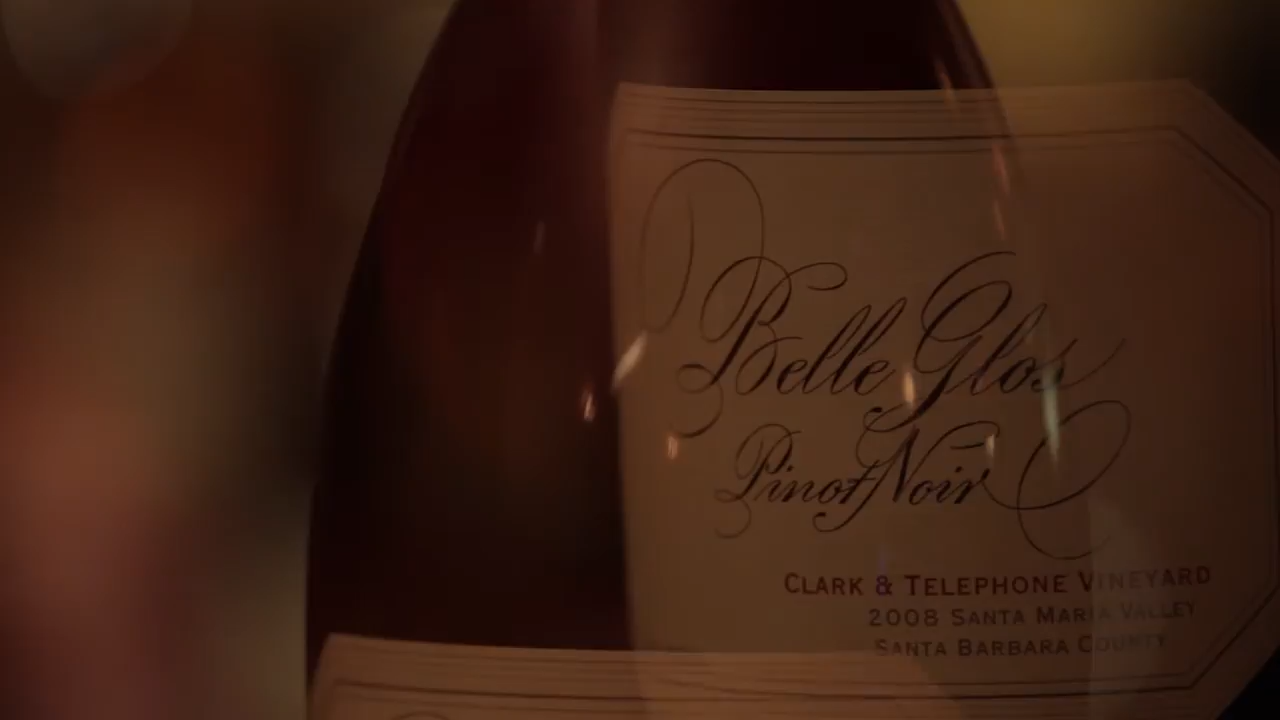 Belle Glos
Pinot Noir
CLARK & TELEPHONE VINEYARD
2008 SANTA MARIA VALLEY
SANTA BARBARA COUNTY